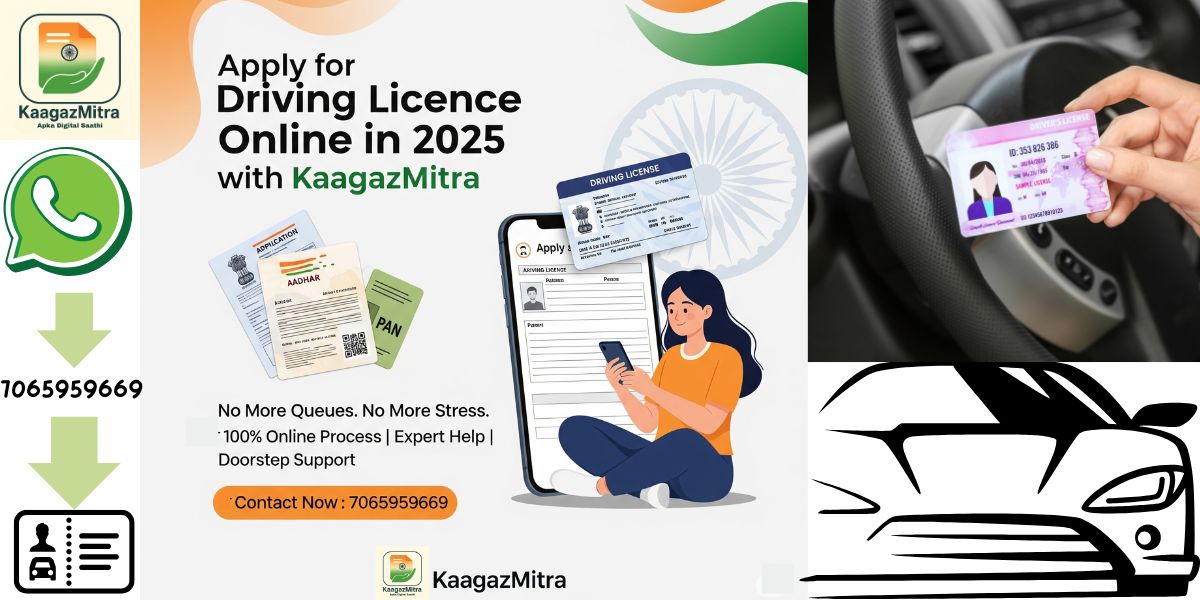 KaagazMitra
Apka Digital Saathi
7065959669
Apply for
Driving Licence
Online in 2025
with KaagazMitra
APPLICATION
AADHAR
PAN
DRIVING LICENSE
Apply
No More Queues. No More Stress.
100% Online Process | Expert Help |
Doorstep Support
Contact Now : 7065959669
KaagazMitra
KaagazMitra
DRIVER'S LICENSE
ID: 353 826 386
SAMPLE LICENSE